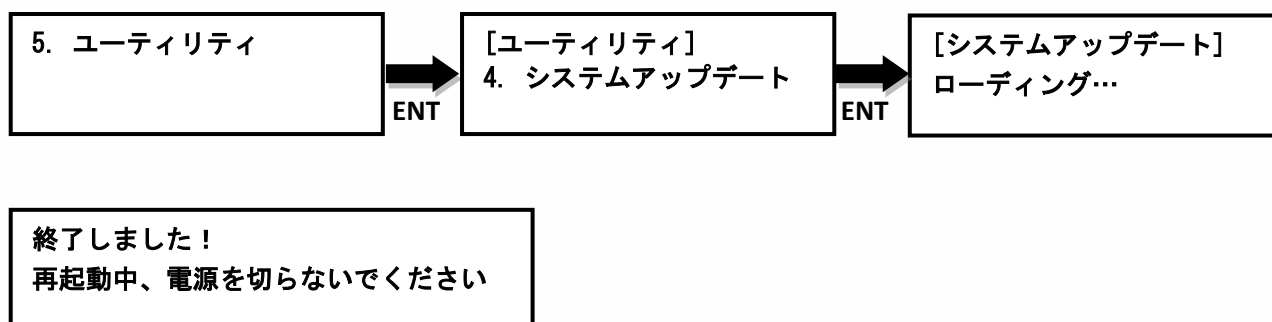 5. ユーティリティ
ENT
[ユーティリティ]
4. システムアップデート
ENT
[システムアップデート]
ローディング…
終了しました！
再起動中、電源を切らないでください